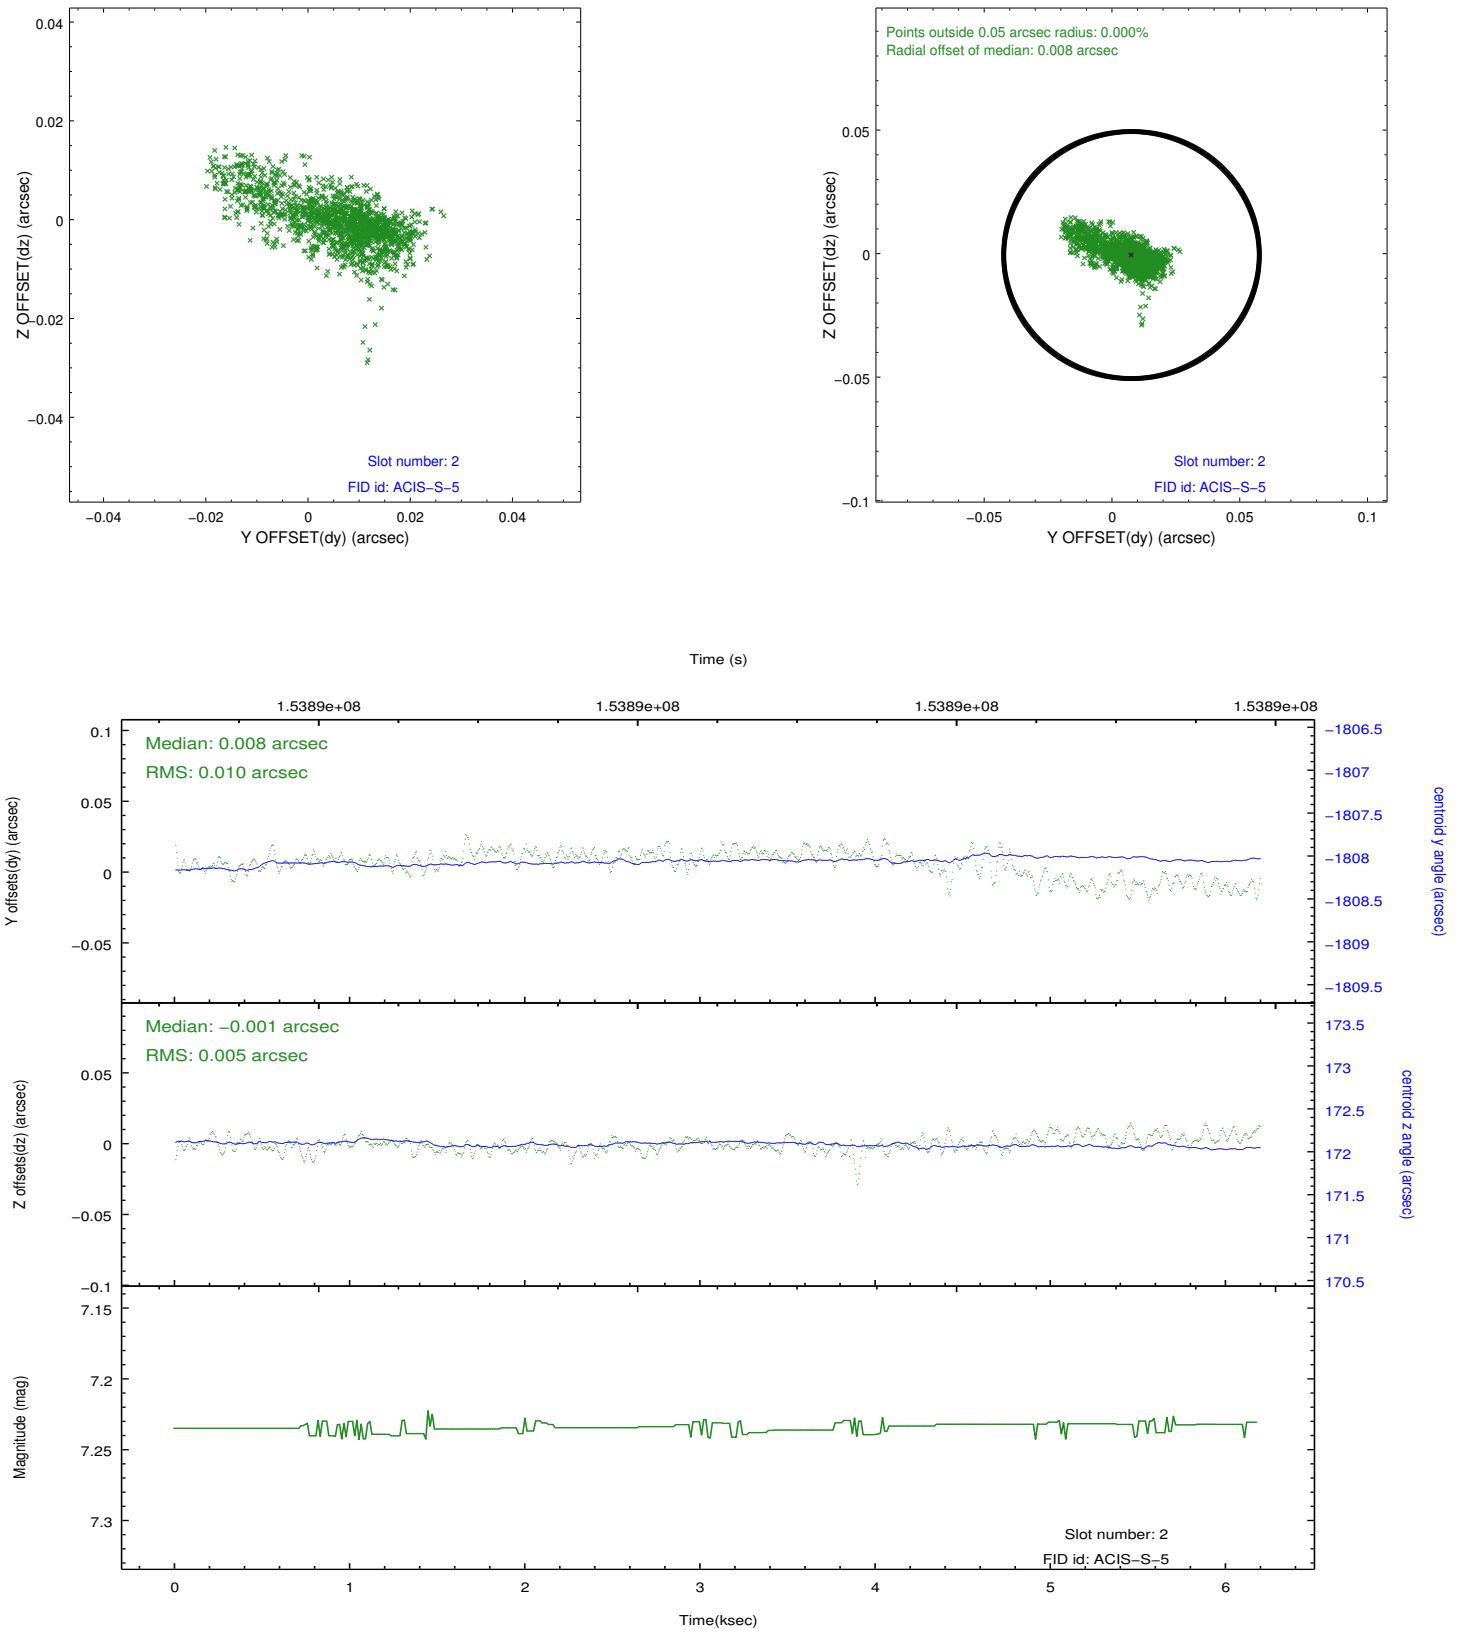 0.04
0.02
0
−0.02
−0.04
Z OFFSET(dz) (arcsec)
Slot number: 2
FID id: ACIS−S−5
−0.04
−0.02
0
0.02
0.04
Y OFFSET(dy) (arcsec)
Points outside 0.05 arcsec radius: 0.000%
Radial offset of median: 0.008 arcsec
0.05
0
−0.05
−0.1
Z OFFSET(dz) (arcsec)
Slot number: 2
FID id: ACIS−S−5
−0.05
0
0.05
0.1
Y OFFSET(dy) (arcsec)
Time (s)
1.5389e+08
1.5389e+08
1.5389e+08
1.5389e+08
Median: 0.008 arcsec
RMS: 0.010 arcsec
0.1
0.05
0
−0.05
Y offsets(dy) (arcsec)
−1806.5
−1807
−1807.5
−1808
−1808.5
−1809
−1809.5
centroid y angle (arcsec)
Median: −0.001 arcsec
RMS: 0.005 arcsec
0.05
0
−0.05
−0.1
Z offsets(dz) (arcsec)
173.5
173
172.5
172
171.5
171
170.5
centroid z angle (arcsec)
7.15
7.2
7.25
7.3
Magnitude (mag)
Slot number: 2
FID id: ACIS−S−5
0
1
2
3
4
5
6
Time(ksec)